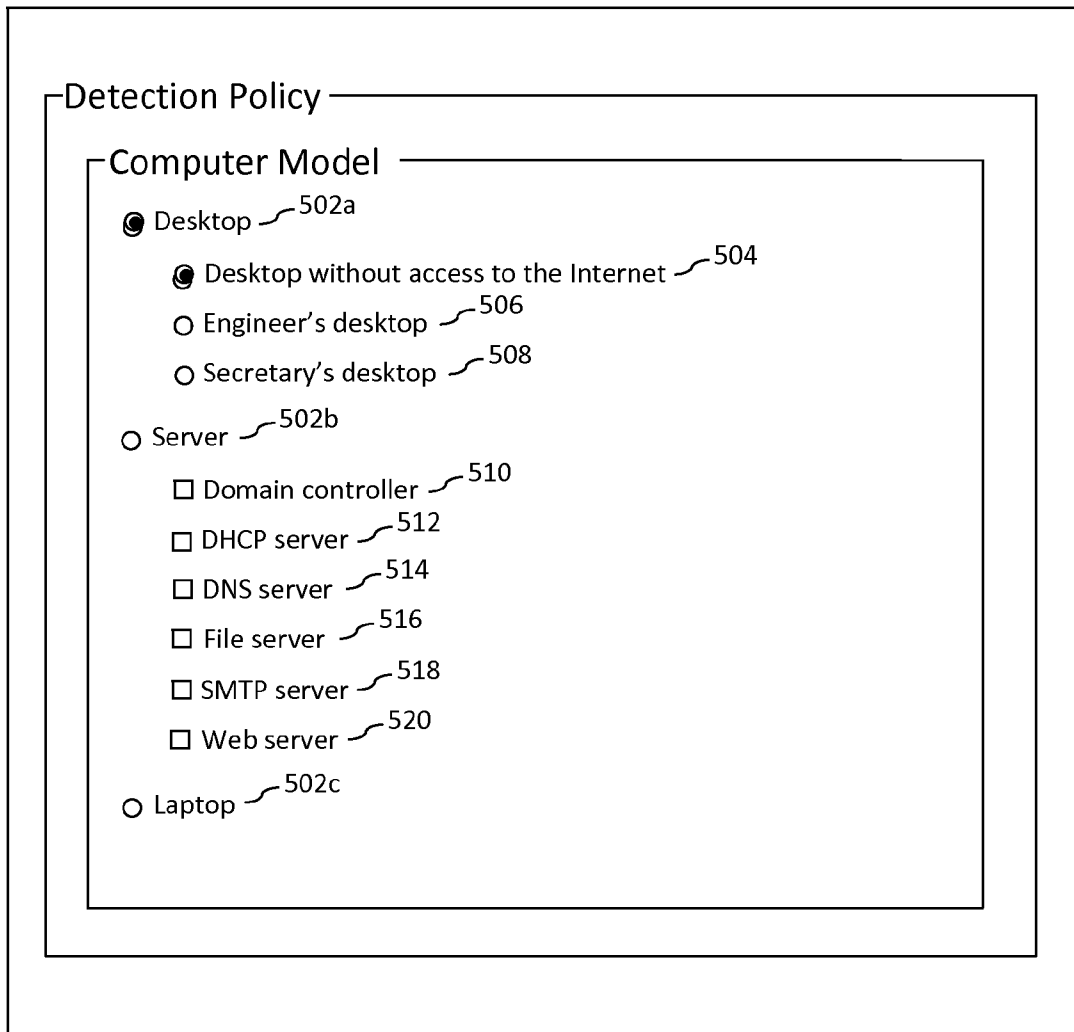 Detection Policy
Computer Model
Desktop 502a
Desktop without access to the Internet 504
Engineer’s desktop 506
Secretary’s desktop 508
Server 502b
Domain controller 510
DHCP server 512
DNS server 514
File server 516
SMTP server 518
Web server 520
Laptop 502c